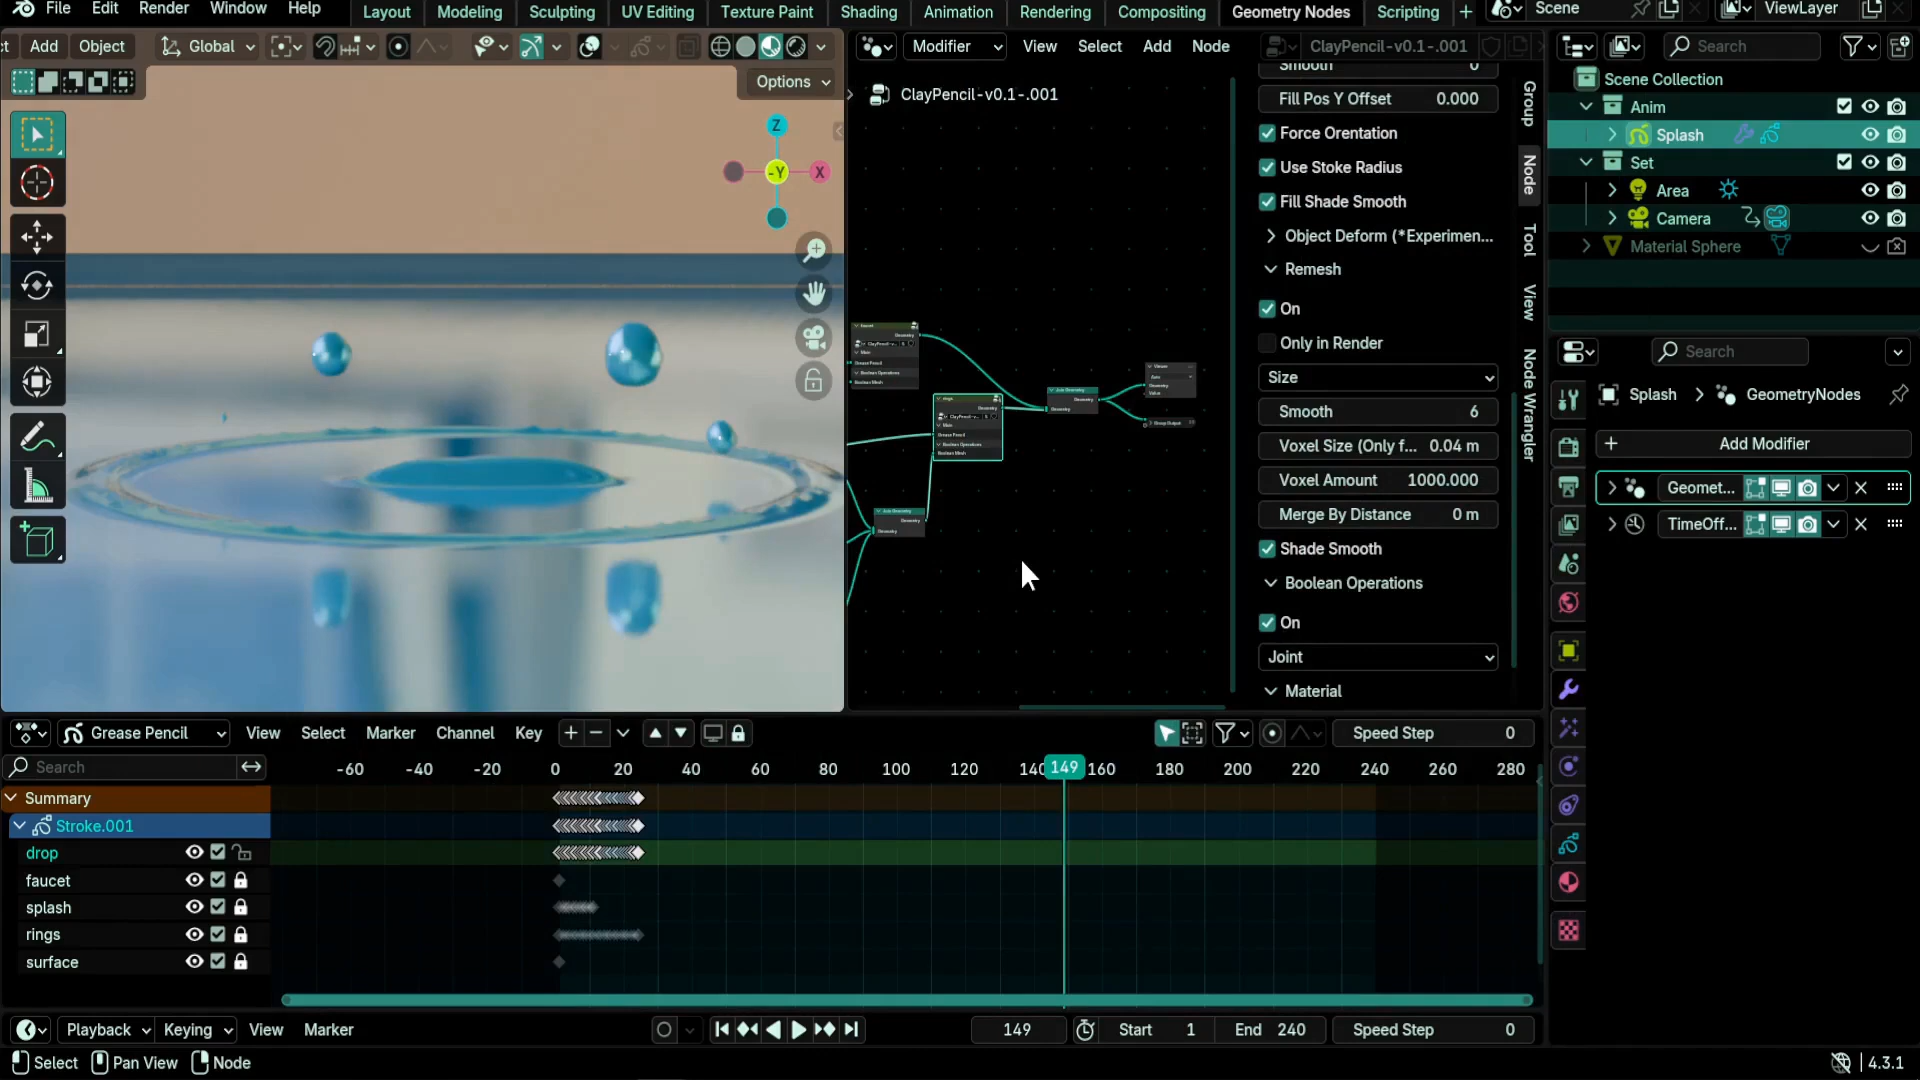 File Edit Render Window Help Layout Modeling Sculpting UV Editing Texture Paint Shading Animation Rendering Compositing Geometry Nodes Scripting Scene ViewLayer
Add Object Global Modifier View Select Add Node ClayPencil-v0.1-.001 Search
Options
ClayPencil-v0.1-.001
Z
-Y X
Smooth 0
Fill Pos Y Offset 0.000
Force Orentation
Use Stoke Radius
Fill Shade Smooth
Object Deform (*Experimen...
Remesh
On
Only in Render
Size
Smooth 6
Voxel Size (Only f... 0.04 m
Voxel Amount 1000.000
Merge By Distance 0 m
Shade Smooth
Boolean Operations
On
Joint
Material
Group
Node
Tool
View
Node Wrangler
Scene Collection
Anim
Splash
Set
Area
Camera
Material Sphere
Search
Splash GeometryNodes
Add Modifier
Geomet...
TimeOff...
Grease Pencil View Select Marker Channel Key Speed Step 0
Search -60 -40 -20 0 20 40 60 80 100 120 140 149 160 180 200 220 240 260 280
Summary
Stroke.001
drop
faucet
splash
rings
surface
Playback Keying View Marker 149 Start 1 End 240 Speed Step 0
Select Pan View Node 4.3.1